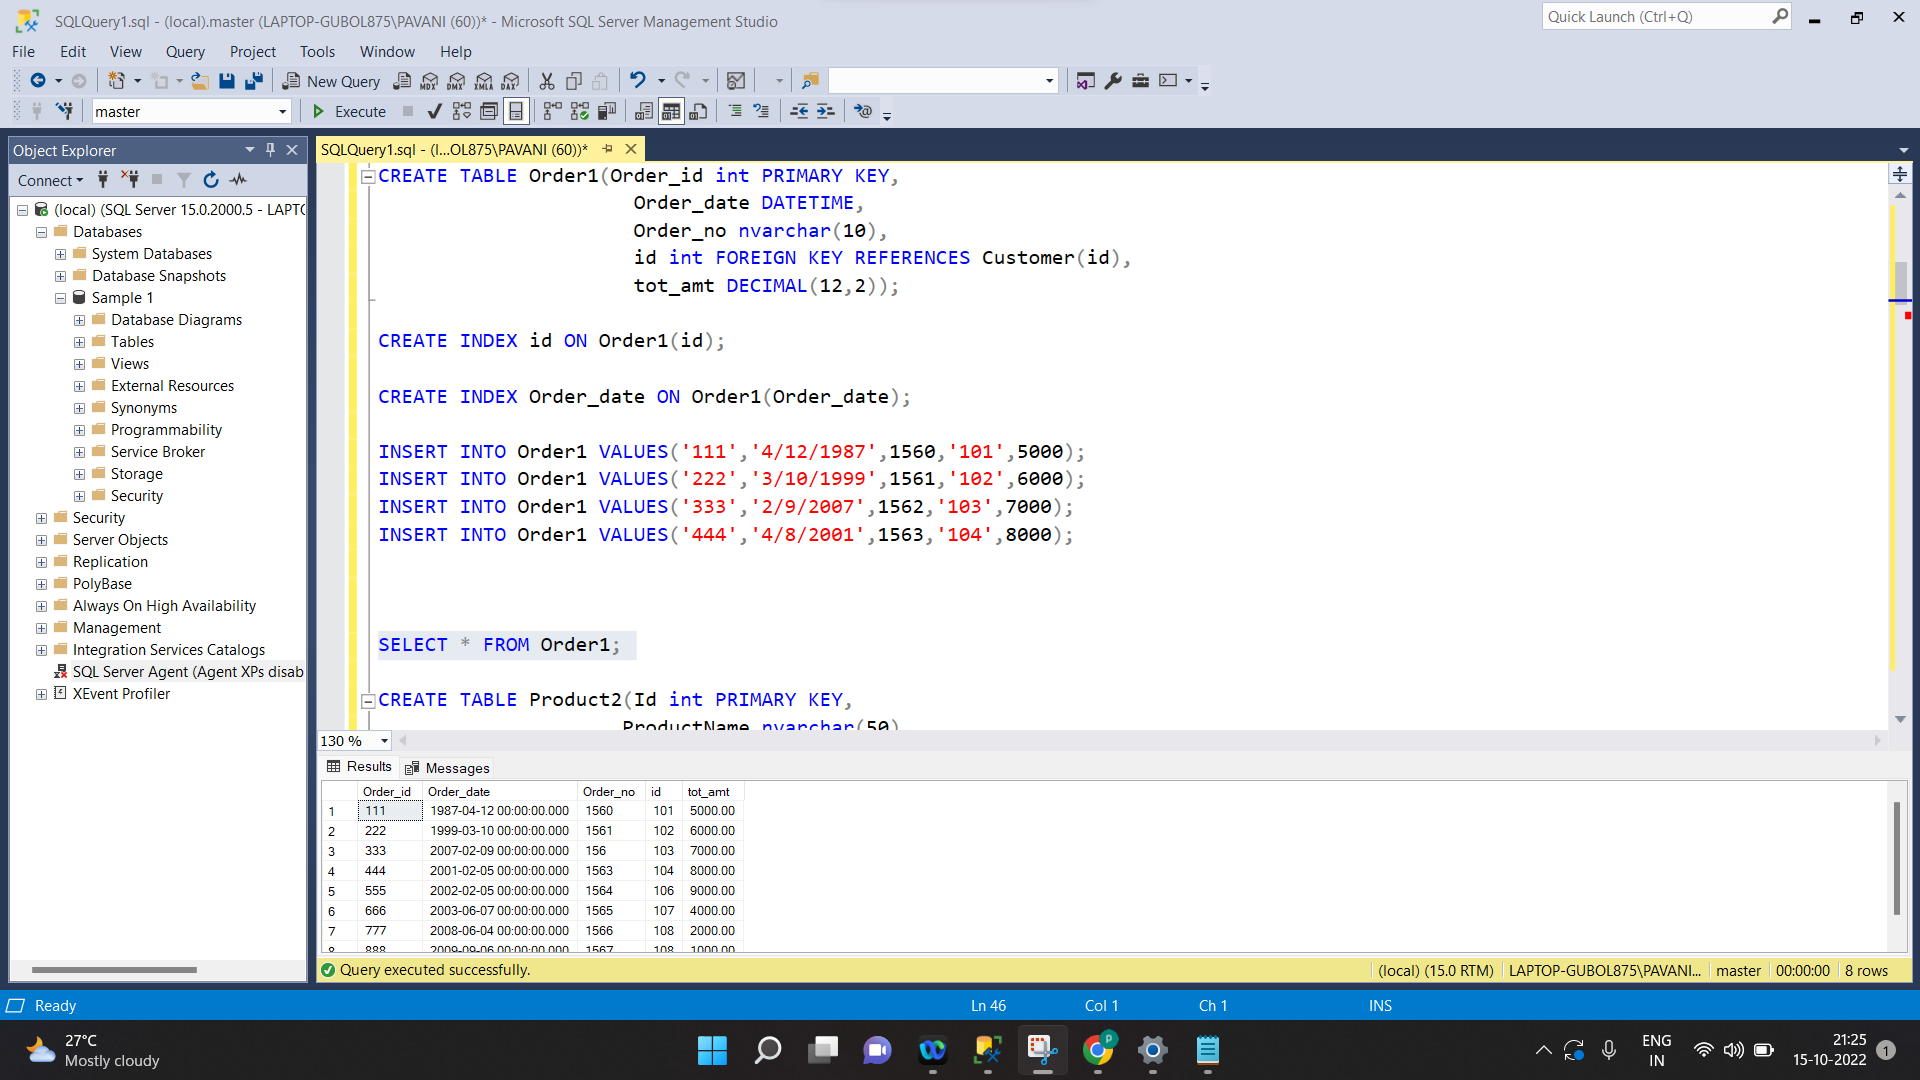 SQLQuery1.sql - (local).master (LAPTOP-GUBOL875\PAVANI (60))* - Microsoft SQL Server Management Studio
Quick Launch (Ctrl+Q)
File Edit View Query Project Tools Window Help
New Query
MDX DMX XMLA DAX
master
Execute
Object Explorer
Connect
(local) (SQL Server 15.0.2000.5 - LAPT(
Databases
System Databases
Database Snapshots
Sample 1
Database Diagrams
Tables
Views
External Resources
Synonyms
Programmability
Service Broker
Storage
Security
Security
Server Objects
Replication
PolyBase
Always On High Availability
Management
Integration Services Catalogs
SQL Server Agent (Agent XPs disab
XEvent Profiler
SQLQuery1.sql - (l...OL875\PAVANI (60))*
CREATE TABLE Order1(Order_id int PRIMARY KEY,
Order_date DATETIME,
Order_no nvarchar(10),
id int FOREIGN KEY REFERENCES Customer(id),
tot_amt DECIMAL(12,2));
CREATE INDEX id ON Order1(id);
CREATE INDEX Order_date ON Order1(Order_date);
INSERT INTO Order1 VALUES('111','4/12/1987',1560,'101',5000);
INSERT INTO Order1 VALUES('222','3/10/1999',1561,'102',6000);
INSERT INTO Order1 VALUES('333','2/9/2007',1562,'103',7000);
INSERT INTO Order1 VALUES('444','4/8/2001',1563,'104',8000);
SELECT * FROM Order1;
CREATE TABLE Product2(Id int PRIMARY KEY,
ProductName nvarchar(50)
130 %
Results Messages
Order_id Order_date Order_no id tot_amt
1 111 1987-04-12 00:00:00.000 1560 101 5000.00
2 222 1999-03-10 00:00:00.000 1561 102 6000.00
3 333 2007-02-09 00:00:00.000 156 103 7000.00
4 444 2001-02-05 00:00:00.000 1563 104 8000.00
5 555 2002-02-05 00:00:00.000 1564 106 9000.00
6 666 2003-06-07 00:00:00.000 1565 107 4000.00
7 777 2008-06-04 00:00:00.000 1566 108 2000.00
8 888 2009-09-06 00:00:00.000 1567 108 1000.00
Query executed successfully.
(local) (15.0 RTM) LAPTOP-GUBOL875\PAVANI... master 00:00:00 8 rows
Ready
Ln 46 Col 1 Ch 1 INS
27°C
Mostly cloudy
P
ENG
IN
21:25
15-10-2022
1